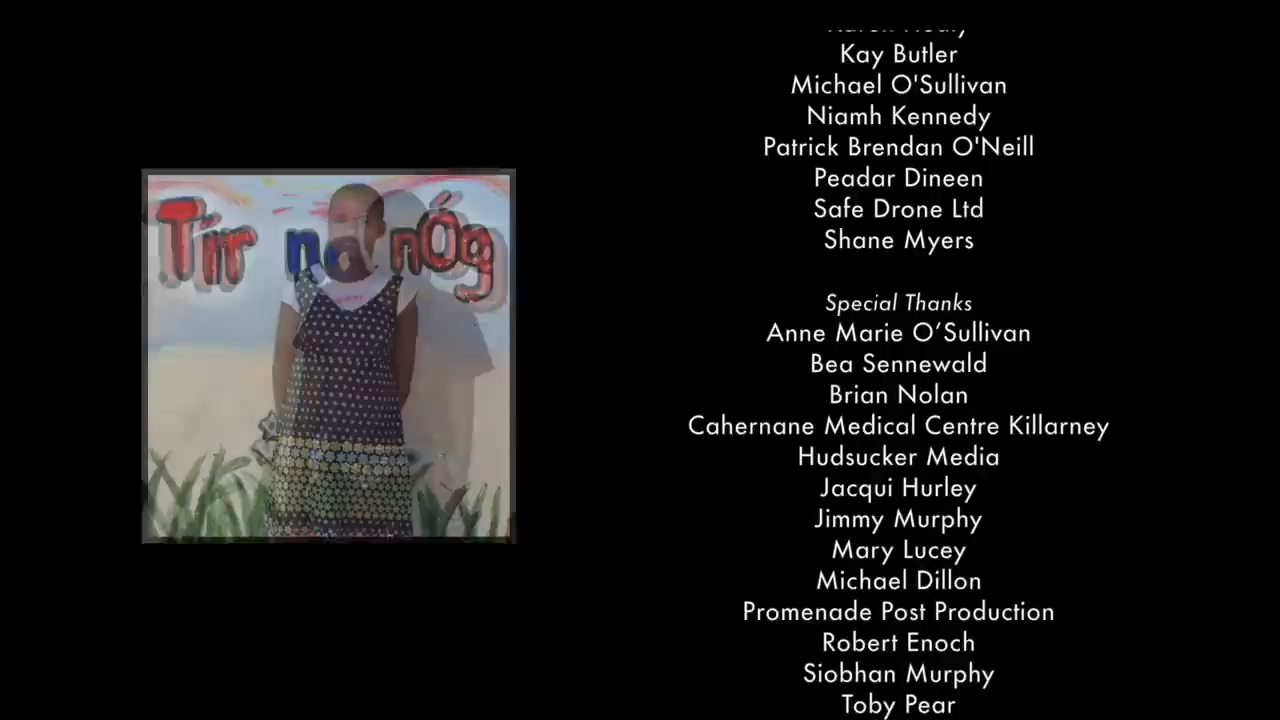 Tír na nÓg
Kay Butler
Michael O'Sullivan
Niamh Kennedy
Patrick Brendan O'Neill
Peadar Dineen
Safe Drone Ltd
Shane Myers
Special Thanks
Anne Marie O’Sullivan
Bea Sennewald
Brian Nolan
Cahernane Medical Centre Killarney
Hudsucker Media
Jacqui Hurley
Jimmy Murphy
Mary Lucey
Michael Dillon
Promenade Post Production
Robert Enoch
Siobhan Murphy
Toby Pear